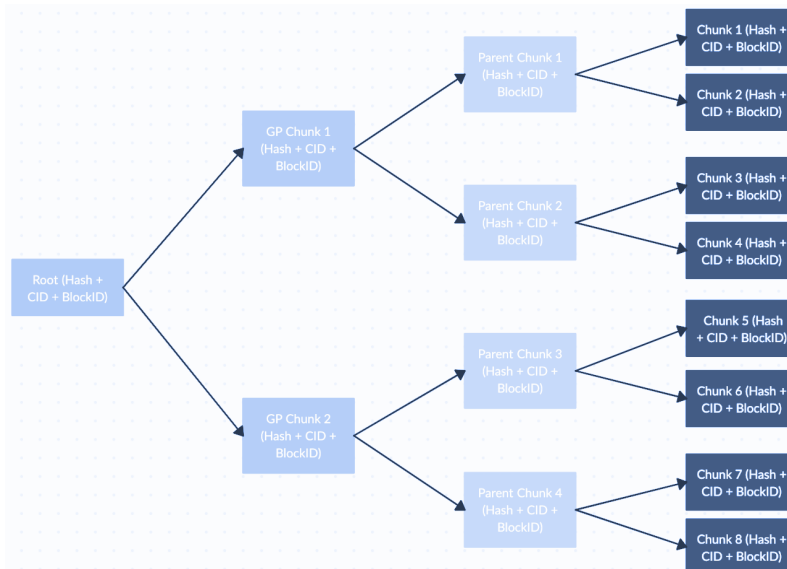 Root (Hash +
CID + BlockID)
GP Chunk 1
(Hash + CID +
BlockID)
GP Chunk 2
(Hash + CID +
BlockID)
Parent Chunk 1
(Hash + CID +
BlockID)
Parent Chunk 2
(Hash + CID +
BlockID)
Parent Chunk 3
(Hash + CID +
BlockID)
Parent Chunk 4
(Hash + CID +
BlockID)
Chunk 1 (Hash +
CID + BlockID)
Chunk 2 (Hash +
CID + BlockID)
Chunk 3 (Hash +
CID + BlockID)
Chunk 4 (Hash +
CID + BlockID)
Chunk 5 (Hash
+ CID + BlockID)
Chunk 6 (Hash +
CID + BlockID)
Chunk 7 (Hash +
CID + BlockID)
Chunk 8 (Hash +
CID + BlockID)